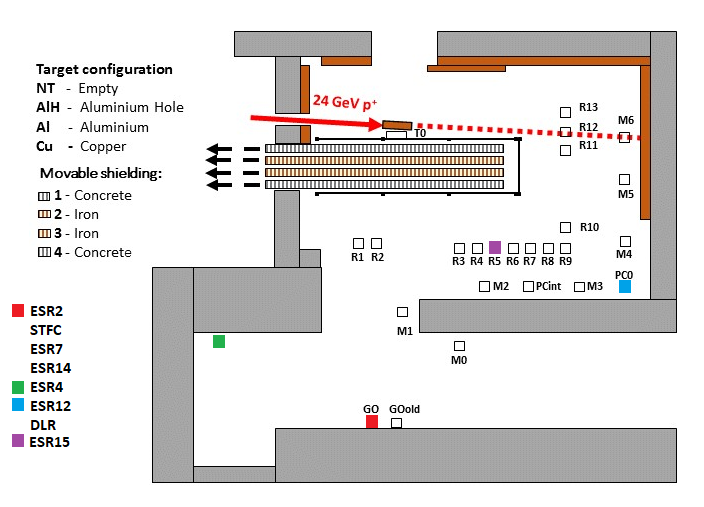 Target configuration
NT - Empty
AlH - Aluminium Hole
Al - Aluminium
Cu - Copper
Movable shielding:
1 - Concrete
2 - Iron
3 - Iron
4 - Concrete
24 GeV p⁺
T0
R13
R12
R11
M6
M5
R10
M4
R1 R2
R3 R4 R5 R6 R7 R8 R9
PC0
M2 PCint M3
M1
M0
GO GOold
ESR2
STFC
ESR7
ESR14
ESR4
ESR12
DLR
ESR15